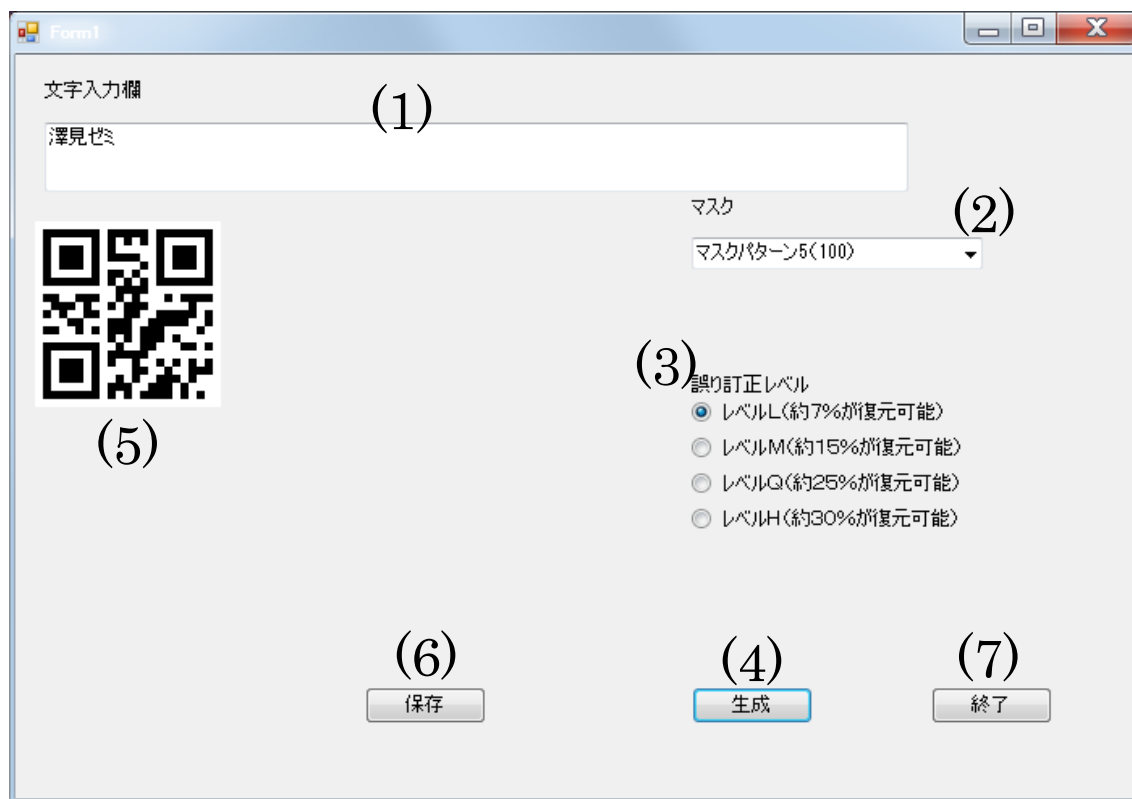 Form1
文字入力欄
(1)
澤見ゼミ
マスク
(2)
マスクパターン5(100)
(3)
誤り訂正レベル
レベルL(約7%が復元可能)
(5)
レベルM(約15%が復元可能)
レベルQ(約25%が復元可能)
レベルH(約30%が復元可能)
(6)
(4)
(7)
保存
生成
終了